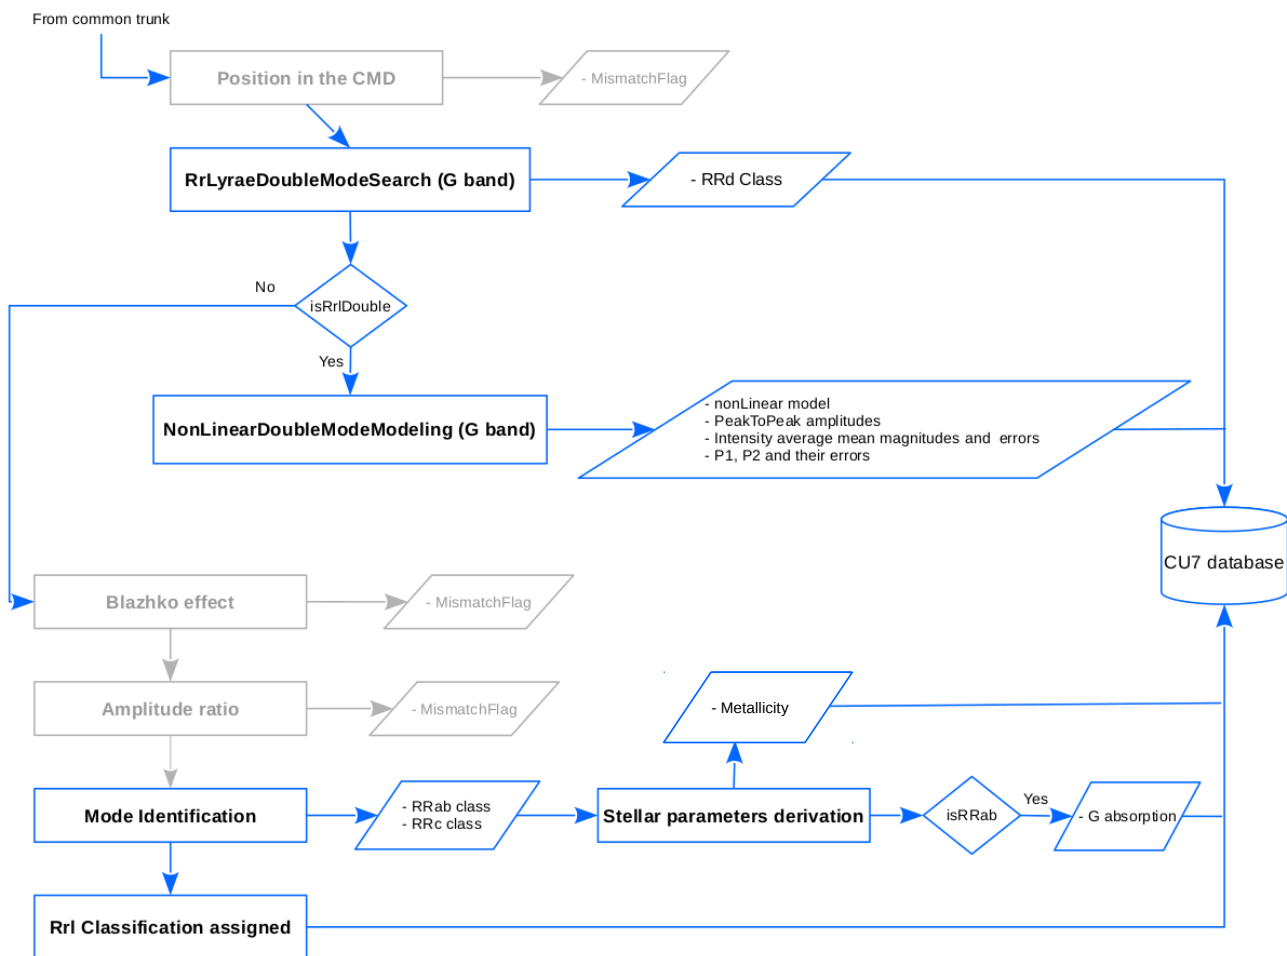 From common trunk
Position in the CMD
- MismatchFlag
RrLyraeDoubleModeSearch (G band)
- RRd Class
No
isRrlDouble
Yes
NonLinearDoubleModeModeling (G band)
- nonLinear model
- PeakToPeak amplitudes
- Intensity average mean magnitudes and errors
- P1, P2 and their errors
CU7 database
Blazhko effect
- MismatchFlag
Amplitude ratio
- MismatchFlag
- Metallicity
Mode Identification
- RRab class
- RRc class
Stellar parameters derivation
isRRab
Yes
- G absorption
Rrl Classification assigned